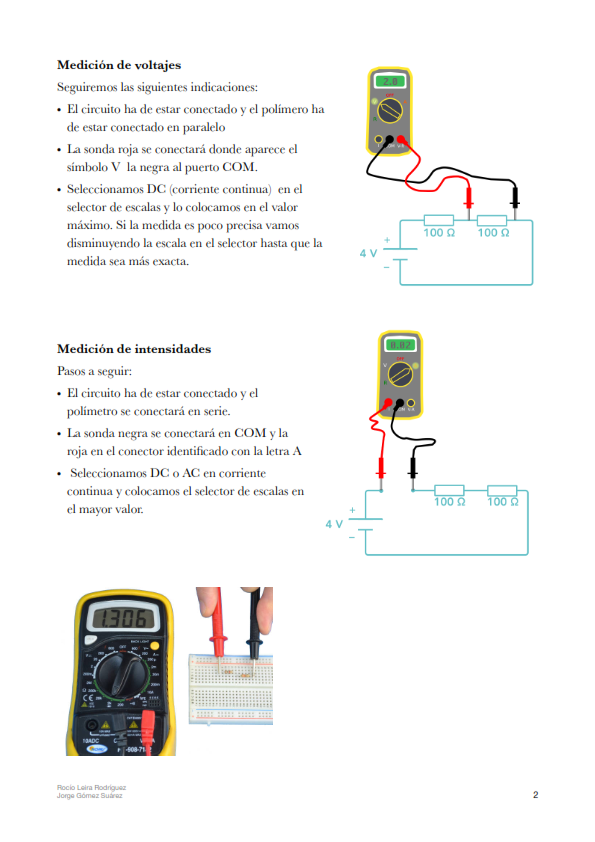 Medición de voltajes
Seguiremos las siguientes indicaciones:
• El circuito ha de estar conectado y el polímero ha
de estar conectado en paralelo
• La sonda roja se conectará donde aparece el
símbolo V la negra al puerto COM.
• Seleccionamos DC (corriente continua) en el
selector de escalas y lo colocamos en el valor
máximo. Si la medida es poco precisa vamos
disminuyendo la escala en el selector hasta que la
medida sea más exacta.
2.0
OFF
+
4 V
−
100 Ω
100 Ω
Medición de intensidades
Pasos a seguir:
• El circuito ha de estar conectado y el
polímetro se conectará en serie.
• La sonda negra se conectará en COM y la
roja en el conector identificado con la letra A
• Seleccionamos DC o AC en corriente
continua y colocamos el selector de escalas en
el mayor valor.
0.02
OFF
V
+
4 V
−
100 Ω
100 Ω
1.306
BACK LIGHT
OFF
10ADC
Rocío Leira Rodríguez
Jorge Gómez Suárez
2